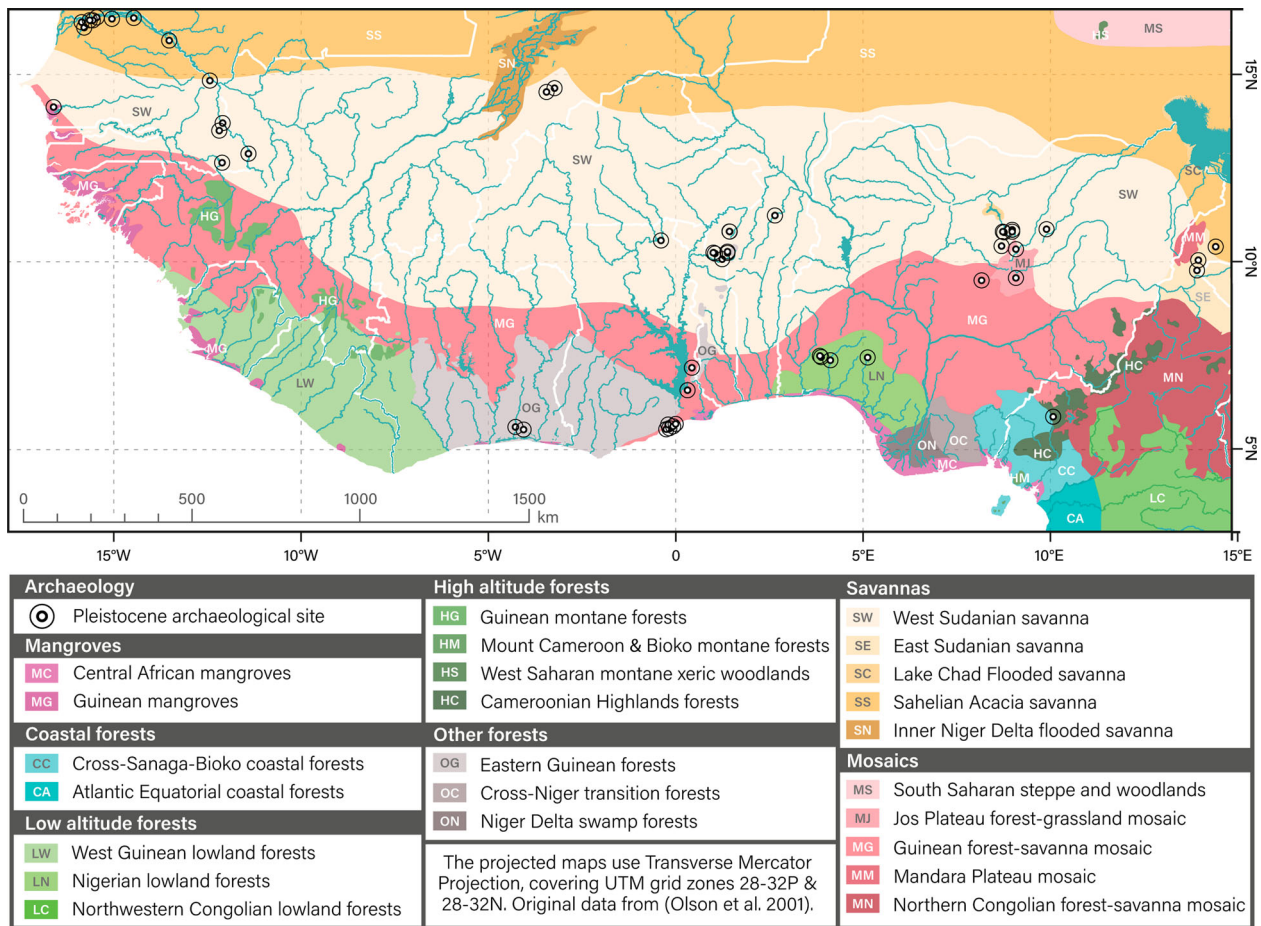 SS
MS
HS
SS
SN
15°N
SW
SW
SC
SW
MG
HG
MM
10°N
MJ
SE
HG
MG
MG
MG
OG
HC
LW
LN
MN
OG
ON
OC
HC
5°N
MC
CC
HM
LC
CA
0 500 1000 1500
km
15°W 10°W 5°W 0 5°E 10°E 15°E
Archaeology
Pleistocene archaeological site
Mangroves
MC Central African mangroves
MG Guinean mangroves
Coastal forests
CC Cross-Sanaga-Bioko coastal forests
CA Atlantic Equatorial coastal forests
Low altitude forests
LW West Guinean lowland forests
LN Nigerian lowland forests
LC Northwestern Congolian lowland forests
High altitude forests
HG Guinean montane forests
HM Mount Cameroon & Bioko montane forests
HS West Saharan montane xeric woodlands
HC Cameroonian Highlands forests
Other forests
OG Eastern Guinean forests
OC Cross-Niger transition forests
ON Niger Delta swamp forests
The projected maps use Transverse Mercator
Projection, covering UTM grid zones 28-32P &
28-32N. Original data from (Olson et al. 2001).
Savannas
SW West Sudanian savanna
SE East Sudanian savanna
SC Lake Chad Flooded savanna
SS Sahelian Acacia savanna
SN Inner Niger Delta flooded savanna
Mosaics
MS South Saharan steppe and woodlands
MJ Jos Plateau forest-grassland mosaic
MG Guinean forest-savanna mosaic
MM Mandara Plateau mosaic
MN Northern Congolian forest-savanna mosaic